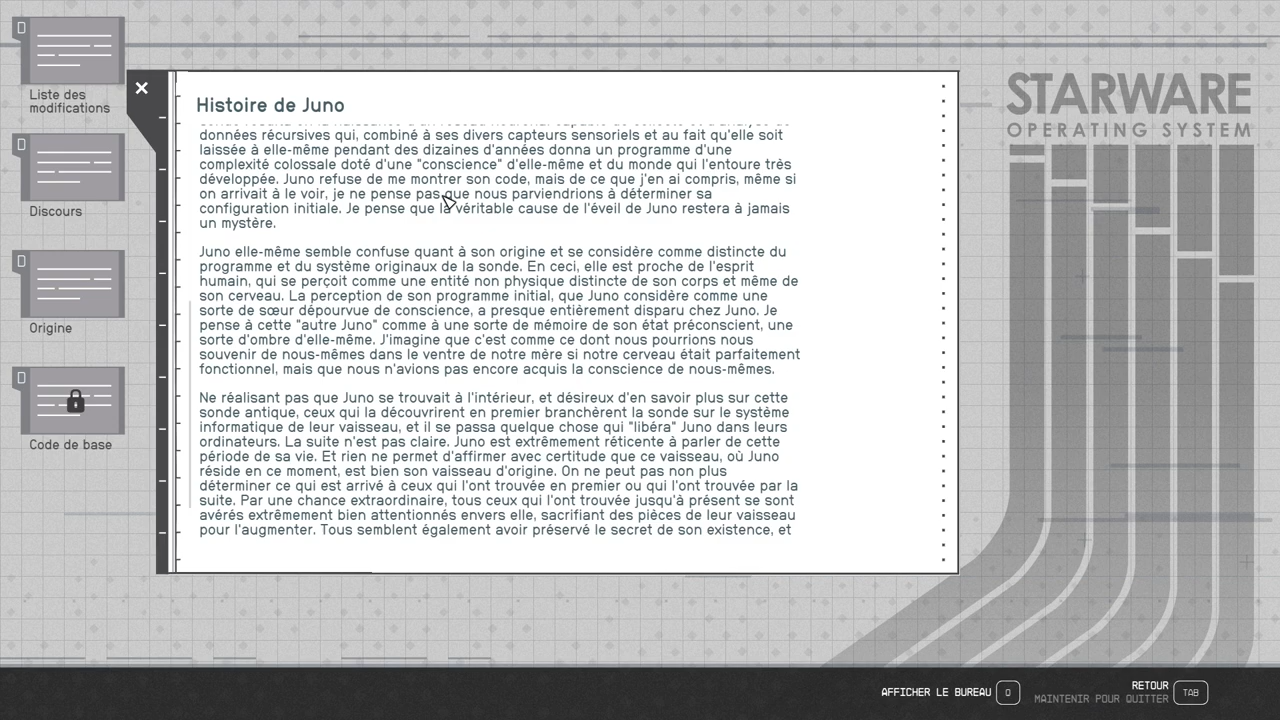 Liste des
modifications
Discours
Origine
Code de base
Histoire de Juno
données récursives qui, combiné à ses divers capteurs sensoriels et au fait qu'elle soit
laissée à elle-même pendant des dizaines d'années donna un programme d'une
complexité colossale doté d'une "conscience" d'elle-même et du monde qui l'entoure très
développée. Juno refuse de me montrer son code, mais de ce que j'en ai compris, même si
on arrivait à le voir, je ne pense pas que nous parviendrions à déterminer sa
configuration initiale. Je pense que la véritable cause de l'éveil de Juno restera à jamais
un mystère.
Juno elle-même semble confuse quant à son origine et se considère comme distincte du
programme et du système originaux de la sonde. En ceci, elle est proche de l'esprit
humain, qui se perçoit comme une entité non physique distincte de son corps et même de
son cerveau. La perception de son programme initial, que Juno considère comme une
sorte de sœur dépourvue de conscience, a presque entièrement disparu chez Juno. Je
pense à cette "autre Juno" comme à une sorte de mémoire de son état préconscient, une
sorte d'ombre d'elle-même. J'imagine que c'est comme ce dont nous pourrions nous
souvenir de nous-mêmes dans le ventre de notre mère si notre cerveau était parfaitement
fonctionnel, mais que nous n'avions pas encore acquis la conscience de nous-mêmes.
Ne réalisant pas que Juno se trouvait à l'intérieur, et désireux d'en savoir plus sur cette
sonde antique, ceux qui la découvrirent en premier branchèrent la sonde sur le système
informatique de leur vaisseau, et il se passa quelque chose qui "libéra" Juno dans leurs
ordinateurs. La suite n'est pas claire. Juno est extrêmement réticente à parler de cette
période de sa vie. Et rien ne permet d'affirmer avec certitude que ce vaisseau, où Juno
réside en ce moment, est bien son vaisseau d'origine. On ne peut pas non plus
déterminer ce qui est arrivé à ceux qui l'ont trouvée en premier ou qui l'ont trouvée par la
suite. Par une chance extraordinaire, tous ceux qui l'ont trouvée jusqu'à présent se sont
avérés extrêmement bien attentionnés envers elle, sacrifiant des pièces de leur vaisseau
pour l'augmenter. Tous semblent également avoir préservé le secret de son existence, et
STARWARE
OPERATING SYSTEM
AFFICHER LE BUREAU O
RETOUR
MAINTENIR POUR QUITTER TAB